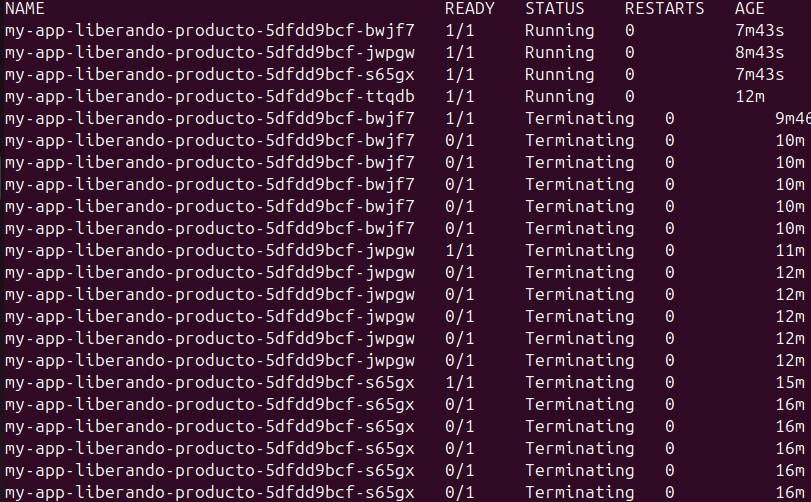 NAME READY STATUS RESTARTS AGE
my-app-liberando-producto-5dfdd9bcf-bwjf7 1/1 Running 0 7m43s
my-app-liberando-producto-5dfdd9bcf-jwpgw 1/1 Running 0 8m43s
my-app-liberando-producto-5dfdd9bcf-s65gx 1/1 Running 0 7m43s
my-app-liberando-producto-5dfdd9bcf-ttqdb 1/1 Running 0 12m
my-app-liberando-producto-5dfdd9bcf-bwjf7 1/1 Terminating 0 9m46
my-app-liberando-producto-5dfdd9bcf-bwjf7 0/1 Terminating 0 10m
my-app-liberando-producto-5dfdd9bcf-bwjf7 0/1 Terminating 0 10m
my-app-liberando-producto-5dfdd9bcf-bwjf7 0/1 Terminating 0 10m
my-app-liberando-producto-5dfdd9bcf-bwjf7 0/1 Terminating 0 10m
my-app-liberando-producto-5dfdd9bcf-bwjf7 0/1 Terminating 0 10m
my-app-liberando-producto-5dfdd9bcf-jwpgw 1/1 Terminating 0 11m
my-app-liberando-producto-5dfdd9bcf-jwpgw 0/1 Terminating 0 12m
my-app-liberando-producto-5dfdd9bcf-jwpgw 0/1 Terminating 0 12m
my-app-liberando-producto-5dfdd9bcf-jwpgw 0/1 Terminating 0 12m
my-app-liberando-producto-5dfdd9bcf-jwpgw 0/1 Terminating 0 12m
my-app-liberando-producto-5dfdd9bcf-jwpgw 0/1 Terminating 0 12m
my-app-liberando-producto-5dfdd9bcf-s65gx 1/1 Terminating 0 15m
my-app-liberando-producto-5dfdd9bcf-s65gx 0/1 Terminating 0 16m
my-app-liberando-producto-5dfdd9bcf-s65gx 0/1 Terminating 0 16m
my-app-liberando-producto-5dfdd9bcf-s65gx 0/1 Terminating 0 16m
my-app-liberando-producto-5dfdd9bcf-s65gx 0/1 Terminating 0 16m
my-app-liberando-producto-5dfdd9bcf-s65gx 0/1 Terminating 0 16m